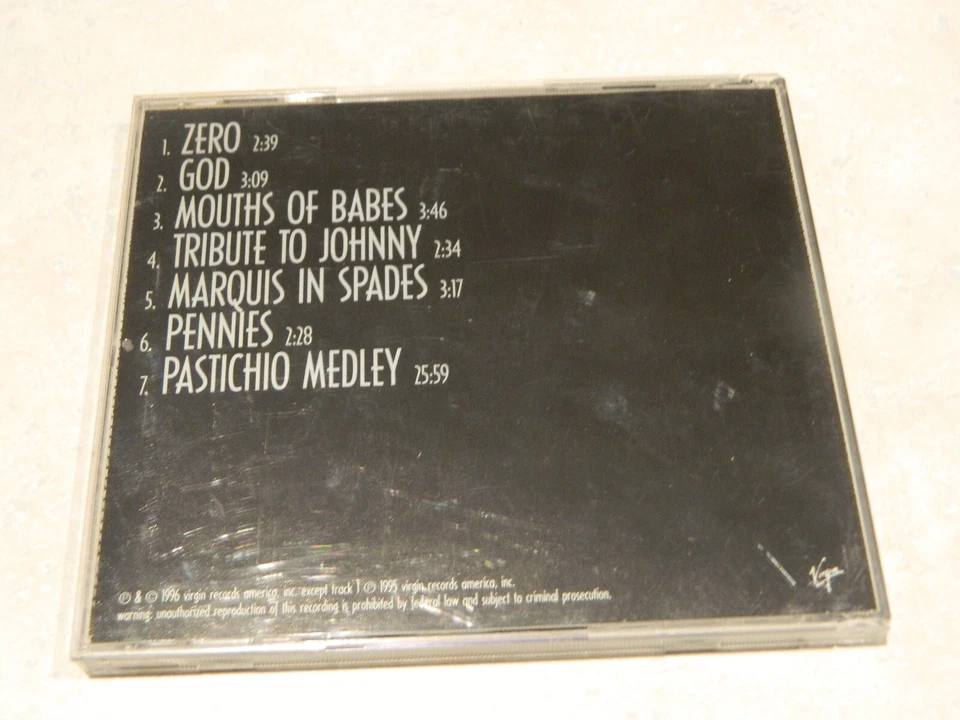 1. ZERO 2:39
2. GOD 3:09
3. MOUTHS OF BABES 3:46
4. TRIBUTE TO JOHNNY 2:34
5. MARQUIS IN SPADES 3:17
6. PENNIES 2:28
7. PASTICHIO MEDLEY 25:59
℗ & © 1996 virgin records america, inc. except track 1 ℗ 1995 virgin records america, inc.
warning: unauthorized reproduction of this recording is prohibited by federal law and subject to criminal prosecution.
Virgin